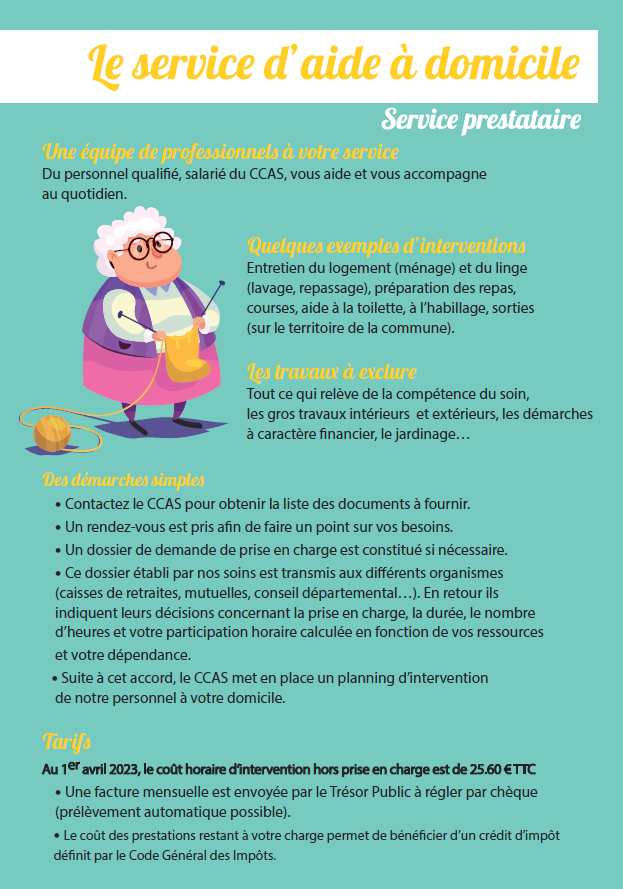 Le service d'aide à domicile
Service prestataire
Une équipe de professionnels à votre service
Du personnel qualifié, salarié du CCAS, vous aide et vous accompagne
au quotidien.
Quelques exemples d'interventions
Entretien du logement (ménage) et du linge
(lavage, repassage), préparation des repas,
courses, aide à la toilette, à l'habillage, sorties
(sur le territoire de la commune).
Les travaux à exclure
Tout ce qui relève de la compétence du soin,
les gros travaux intérieurs et extérieurs, les démarches
à caractère financier, le jardinage…
Des démarches simples
• Contactez le CCAS pour obtenir la liste des documents à fournir.
• Un rendez-vous est pris afin de faire un point sur vos besoins.
• Un dossier de demande de prise en charge est constitué si nécessaire.
• Ce dossier établi par nos soins est transmis aux différents organismes
(caisses de retraites, mutuelles, conseil départemental…). En retour ils
indiquent leurs décisions concernant la prise en charge, la durée, le nombre
d'heures et votre participation horaire calculée en fonction de vos ressources
et votre dépendance.
• Suite à cet accord, le CCAS met en place un planning d'intervention
de notre personnel à votre domicile.
Tarifs
Au 1er avril 2023, le coût horaire d'intervention hors prise en charge est de 25.60 € TTC
• Une facture mensuelle est envoyée par le Trésor Public à régler par chèque
(prélèvement automatique possible).
• Le coût des prestations restant à votre charge permet de bénéficier d'un crédit d'impôt
définit par le Code Général des Impôts.